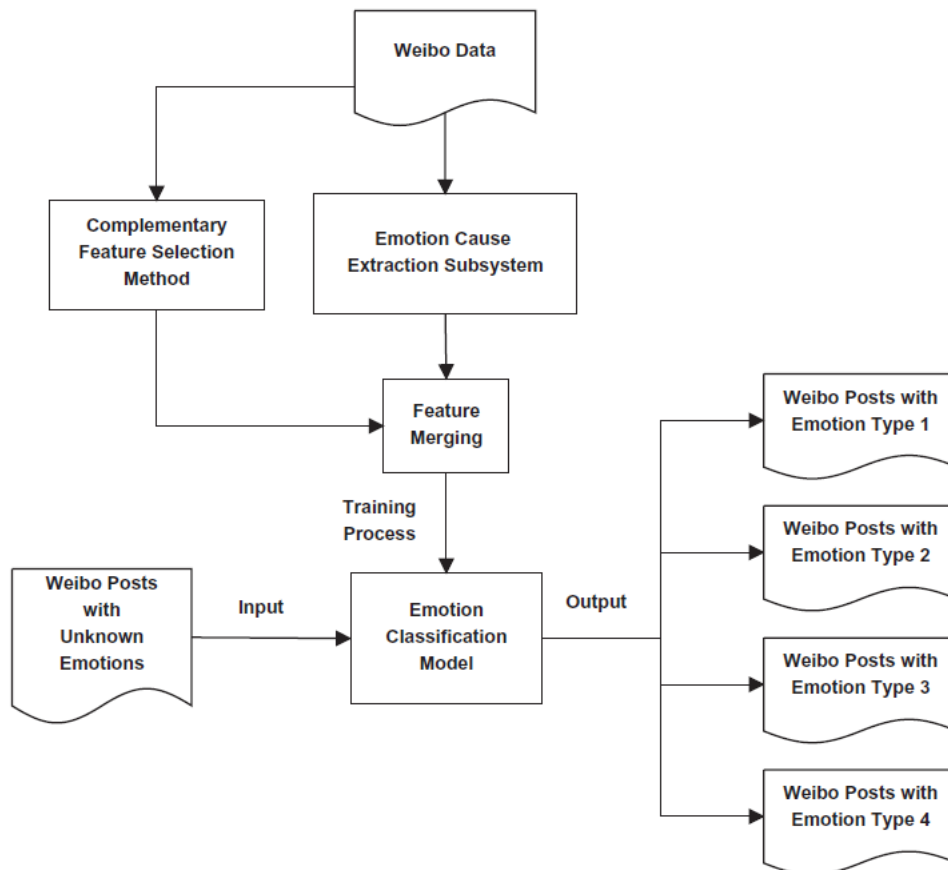 Weibo Data
Complementary
Feature Selection
Method
Emotion Cause
Extraction Subsystem
Feature
Merging
Training
Process
Weibo Posts
with
Unknown
Emotions
Input
Emotion
Classification
Model
Output
Weibo Posts with
Emotion Type 1
Weibo Posts with
Emotion Type 2
Weibo Posts with
Emotion Type 3
Weibo Posts with
Emotion Type 4